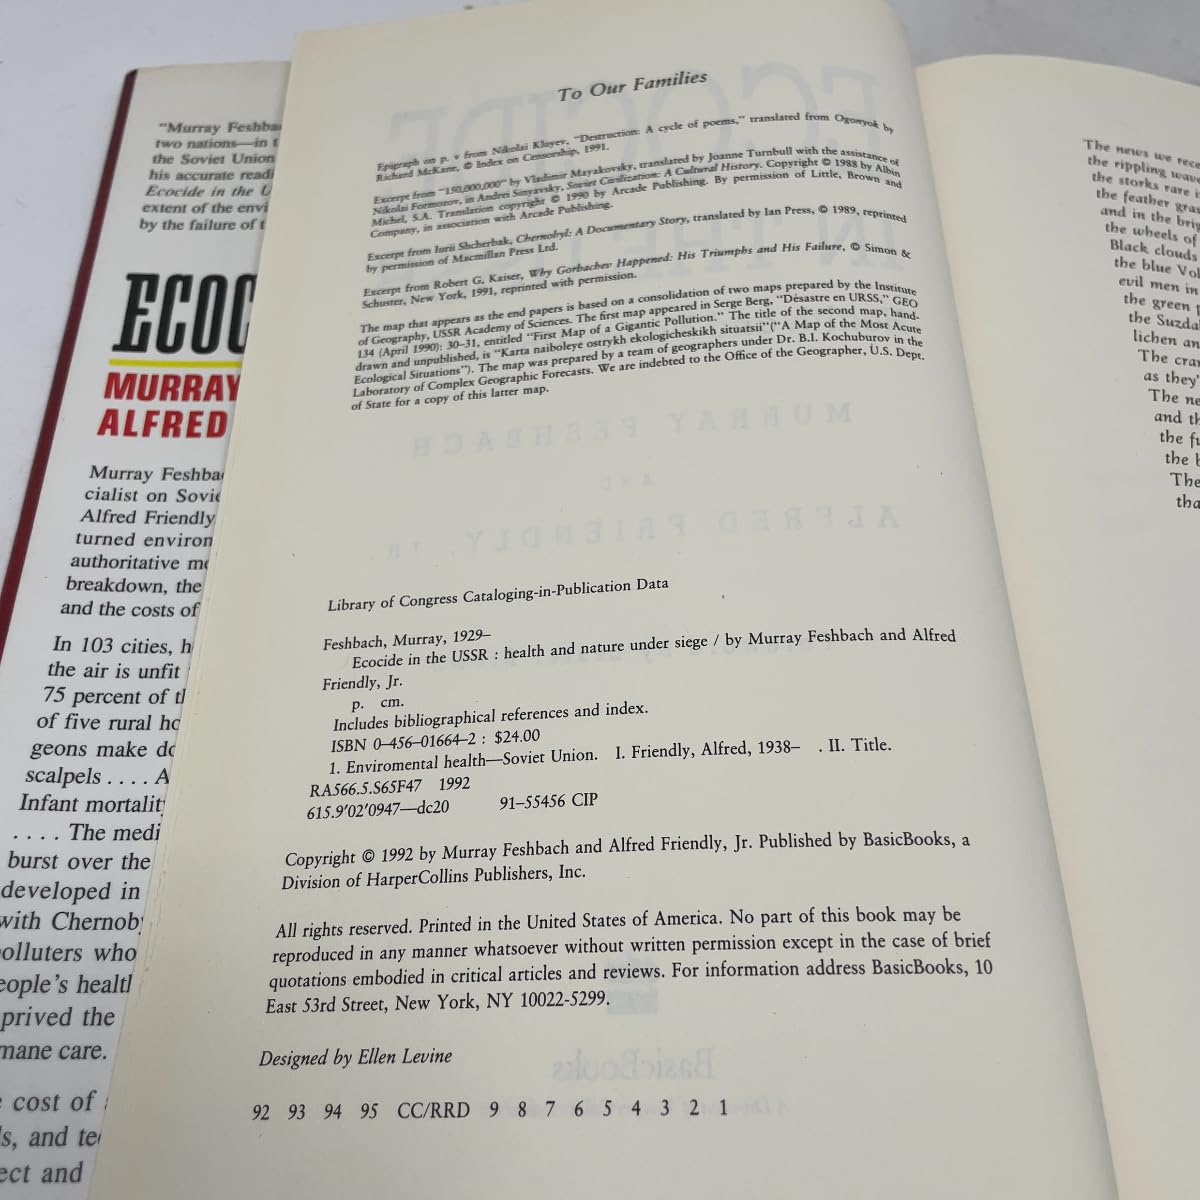 "Murray Feshba
two nations—in t
the Soviet Union
his accurate readi
Ecocide in the U
extent of the envi
by the failure of t
ECOC
MURRAY
ALFRED
Murray Feshba
cialist on Sovie
Alfred Friendly
turned environ
authoritative me
breakdown, the
and the costs of
In 103 cities, h
the air is unfit
75 percent of th
of five rural ho
geons make do
scalpels . . . . A
Infant mortality
. . . . The medi
burst over the
developed in
with Chernoby
olluters who
eople's health
prived the
mane care.
cost of
s, and te
ect and
To Our Families
Epigraph on p. v from Nikolai Kluyev, "Destruction: A cycle of poems," translated from Ogonyok by
Richard McKane, © Index on Censorship, 1991.
Excerpt from "150,000,000" by Vladimir Mayakovsky, translated by Joanne Turnbull with the assistance of
Nikolai Formozov, in Andrei Sinyavsky, Soviet Civilization: A Cultural History. Copyright © 1988 by Albin
Michel, S.A. Translation copyright © 1990 by Arcade Publishing. By permission of Little, Brown and
Company, in association with Arcade Publishing.
Excerpt from Iurii Shcherbak, Chernobyl: A Documentary Story, translated by Ian Press, © 1989, reprinted
by permission of Macmillan Press Ltd.
Excerpt from Robert G. Kaiser, Why Gorbachev Happened: His Triumphs and His Failure, © Simon &
Schuster, New York, 1991, reprinted with permission.
The map that appears as the end papers is based on a consolidation of two maps prepared by the Institute
of Geography, USSR Academy of Sciences. The first map appeared in Serge Berg, "Désastre en URSS," GEO
134 (April 1990): 30–31, entitled "First Map of a Gigantic Pollution." The title of the second map, hand-
drawn and unpublished, is "Karta naiboleye ostrykh ekologicheskikh situatsii"("A Map of the Most Acute
Ecological Situations"). The map was prepared by a team of geographers under Dr. B.I. Kochuburov in the
Laboratory of Complex Geographic Forecasts. We are indebted to the Office of the Geographer, U.S. Dept.
of State for a copy of this latter map.
Library of Congress Cataloging-in-Publication Data
Feshbach, Murray, 1929–
Ecocide in the USSR : health and nature under siege / by Murray Feshbach and Alfred
Friendly, Jr.
p. cm.
Includes bibliographical references and index.
ISBN 0–456–01664–2 : $24.00
1. Enviromental health—Soviet Union. I. Friendly, Alfred, 1938– . II. Title.
RA566.5.S65F47 1992
615.9'02'0947—dc20 91–55456 CIP
Copyright © 1992 by Murray Feshbach and Alfred Friendly, Jr. Published by BasicBooks, a
Division of HarperCollins Publishers, Inc.
All rights reserved. Printed in the United States of America. No part of this book may be
reproduced in any manner whatsoever without written permission except in the case of brief
quotations embodied in critical articles and reviews. For information address BasicBooks, 10
East 53rd Street, New York, NY 10022-5299.
Designed by Ellen Levine
92 93 94 95 CC/RRD 9 8 7 6 5 4 3 2 1
The news we rece
the rippling wave
the storks rare
the feather gras
and in the brig
the wheels of
Black clouds
the blue Vol
evil men in
the green
the Suzda
lichen an
The cra
as they'
The ne
and th
the fu
the b
The
tha